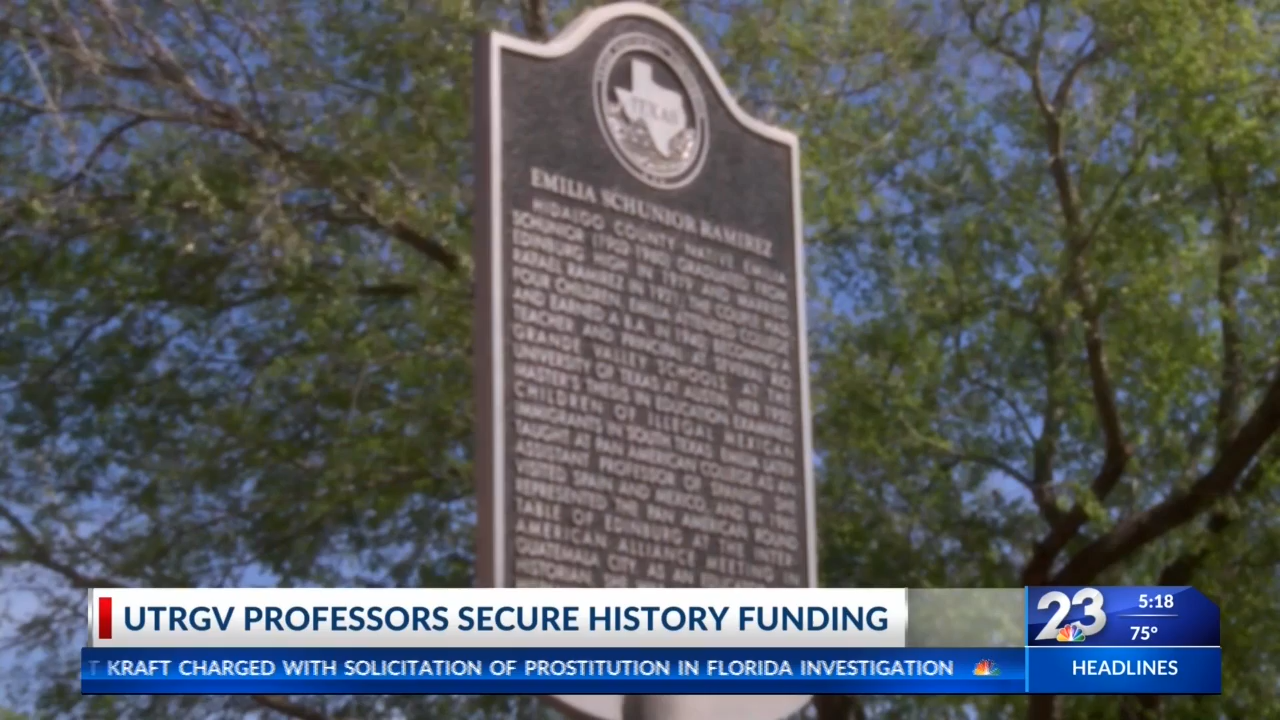 TEXAS
EMILIA SCHUNIOR RAMIREZ
HIDALGO COUNTY NATIVE EMILIA
SCHUNIOR (1902-1960) GRADUATED FROM
EDINBURG HIGH IN 1919 AND MARRIED
RAFAEL RAMIREZ IN 1921. THE COUPLE HAD
FOUR CHILDREN. EMILIA ATTENDED COLLEGE
AND EARNED A B.A. IN BECOMING A
TEACHER AND PRINCIPAL AT SEVERAL RIO
GRANDE VALLEY SCHOOLS. AT THE
UNIVERSITY OF TEXAS AT AUSTIN, HER
MASTER'S THESIS IN EDUCATION EXAMINED
CHILDREN OF ILLEGAL MEXICAN
IMMIGRANTS IN SOUTH TEXAS. EMILIA LATER
TAUGHT AT PAN AMERICAN COLLEGE AS AN
ASSISTANT PROFESSOR OF SPANISH. SHE
VISITED SPAIN AND MEXICO, AND IN
REPRESENTED THE PAN AMERICAN ROUND
TABLE OF EDINBURG AT THE INTER
AMERICAN ALLIANCE MEETING IN
GUATEMALA CITY. AS AN
HISTORIAN,
UTRGV PROFESSORS SECURE HISTORY FUNDING
23 5:18
75°
T KRAFT CHARGED WITH SOLICITATION OF PROSTITUTION IN FLORIDA INVESTIGATION
HEADLINES